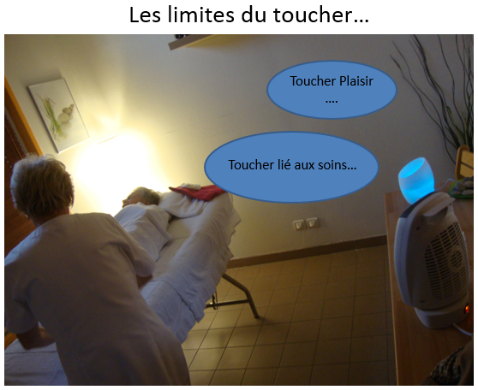 Les limites du toucher…
Toucher Plaisir
….
Toucher lié aux soins…